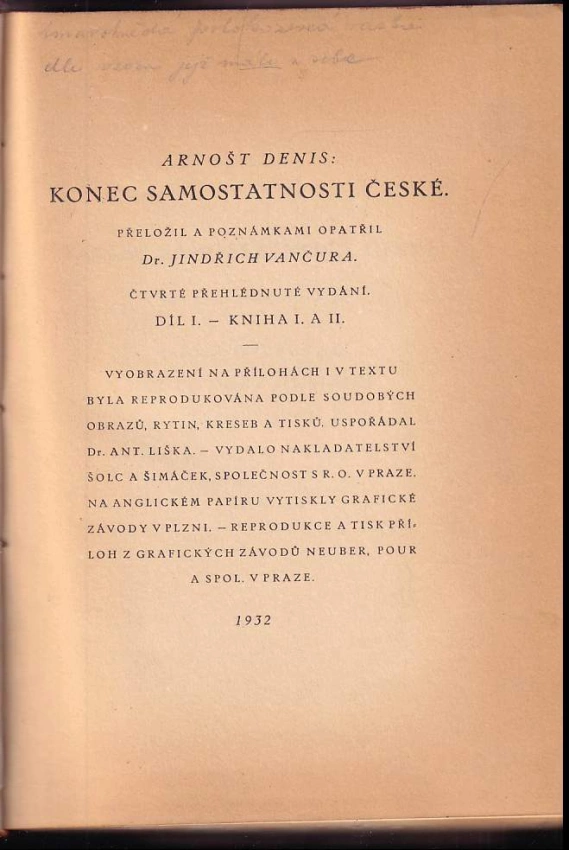 dle
ARNOŠT DENIS:
KONEC SAMOSTATNOSTI ČESKÉ.
PŘELOŽIL A POZNÁMKAMI OPATŘIL
Dr. JINDŘICH VANČURA.
ČTVRTÉ PŘEHLÉDNUTÉ VYDÁNÍ.
DÍL I. — KNIHA I. A II.
VYOBRAZENÍ NA PŘÍLOHÁCH I V TEXTU
BYLA REPRODUKOVÁNA PODLE SOUDOBÝCH
OBRAZŮ, RYTIN, KRESEB A TISKŮ. USPOŘÁDAL
Dr. ANT. LIŠKA. — VYDALO NAKLADATELSTVÍ
ŠOLC A ŠIMÁČEK, SPOLEČNOST S R. O. V PRAZE.
NA ANGLICKÉM PAPÍRU VYTISKLY GRAFICKÉ
ZÁVODY V PLZNI. — REPRODUKCE A TISK PŘÍ-
LOH Z GRAFICKÝCH ZÁVODŮ NEUBER, POUR
A SPOL. V PRAZE.
1932